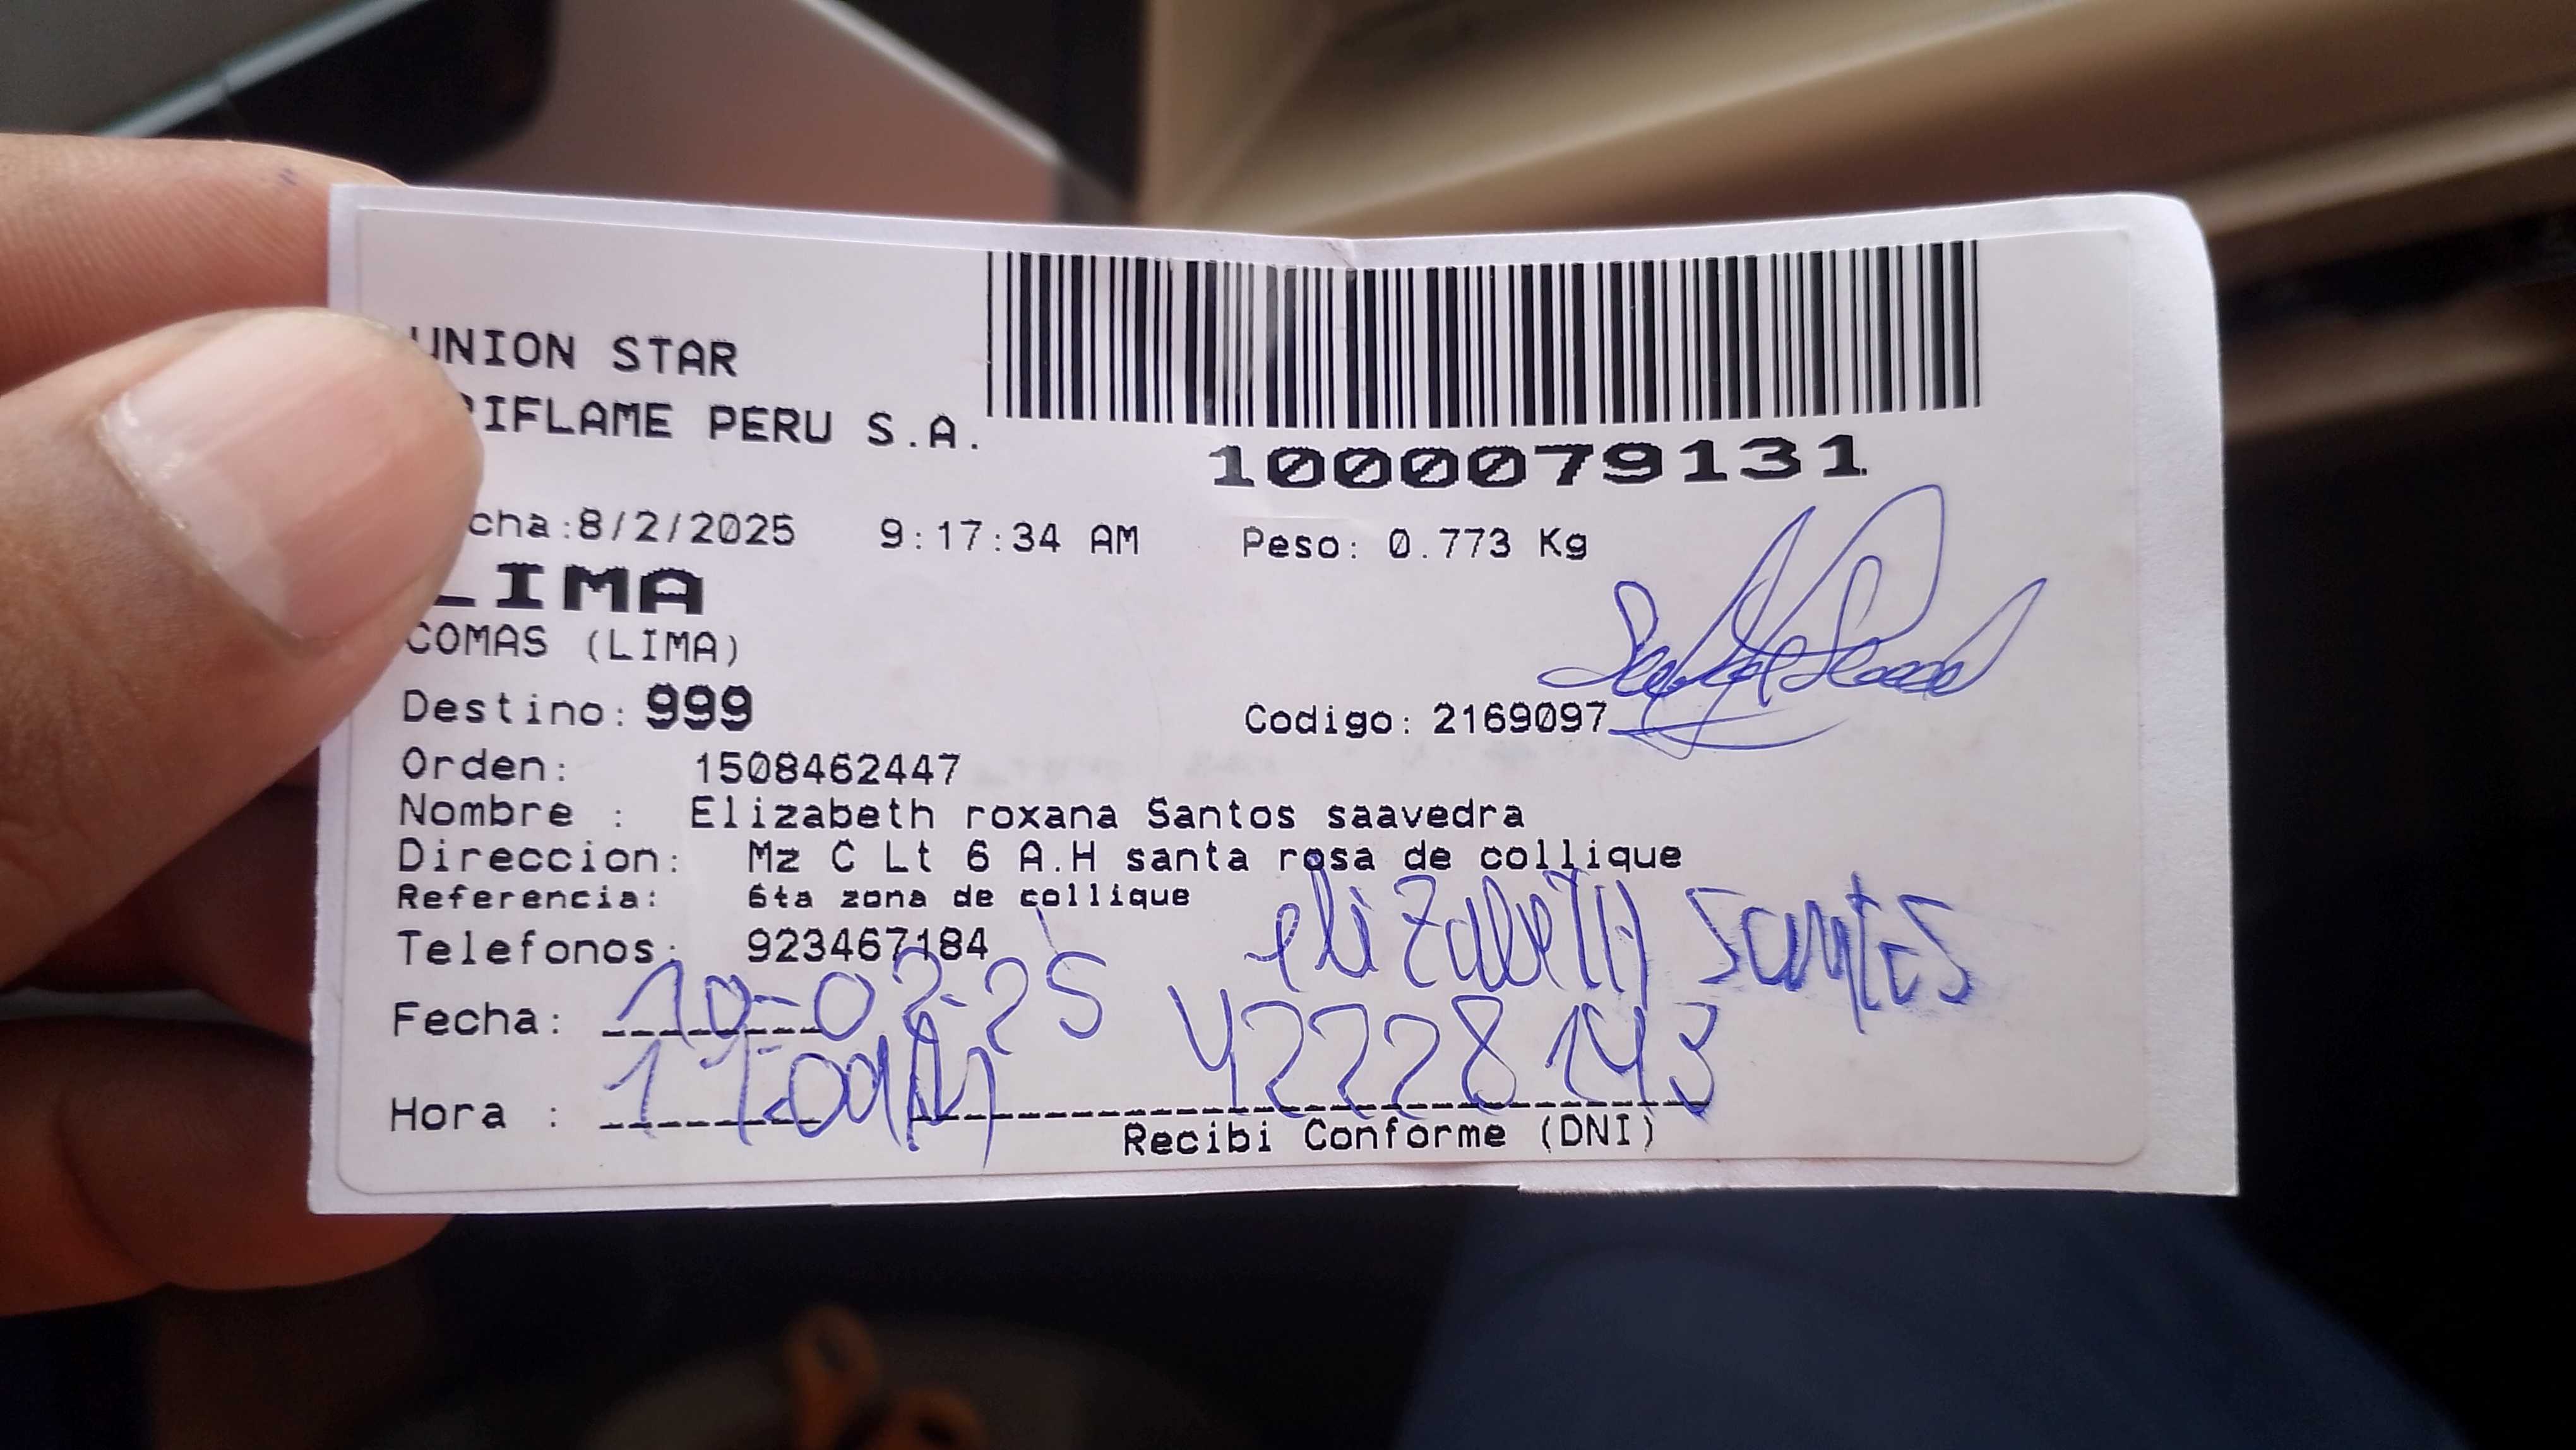 UNION STAR
RIFLAME PERU S.A.
1000079131
cha:8/2/2025 9:17:34 AM Peso: 0.773 Kg
LIMA
COMAS (LIMA)
Destino: 999 Codigo: 2169097
Orden: 1508462447
Nombre : Elizabeth roxana Santos saavedra
Direccion: Mz C Lt 6 A.H santa rosa de collique
Referencia: 6ta zona de collique
Telefonos: 923467184
elizabeTH SantES
Fecha: 10-02-25 42228143
Hora :
Recibi Conforme (DNI)